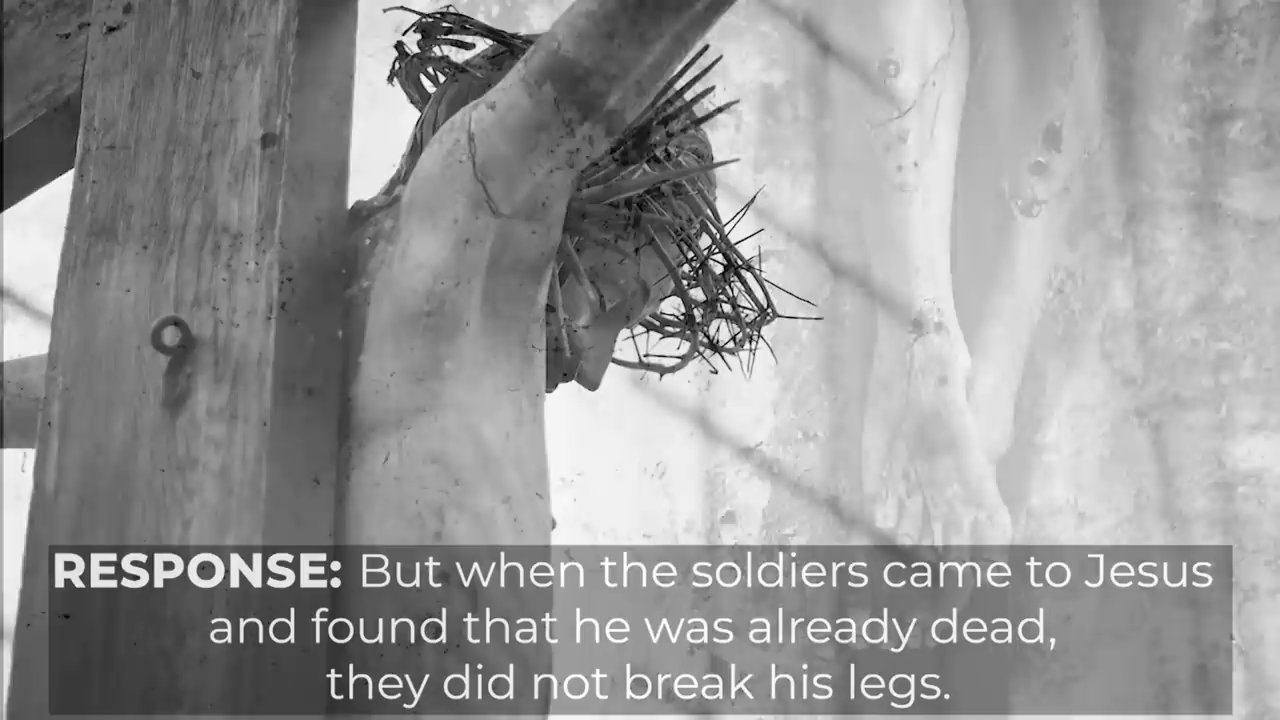 RESPONSE: But when the soldiers came to Jesus
and found that he was already dead,
they did not break his legs.